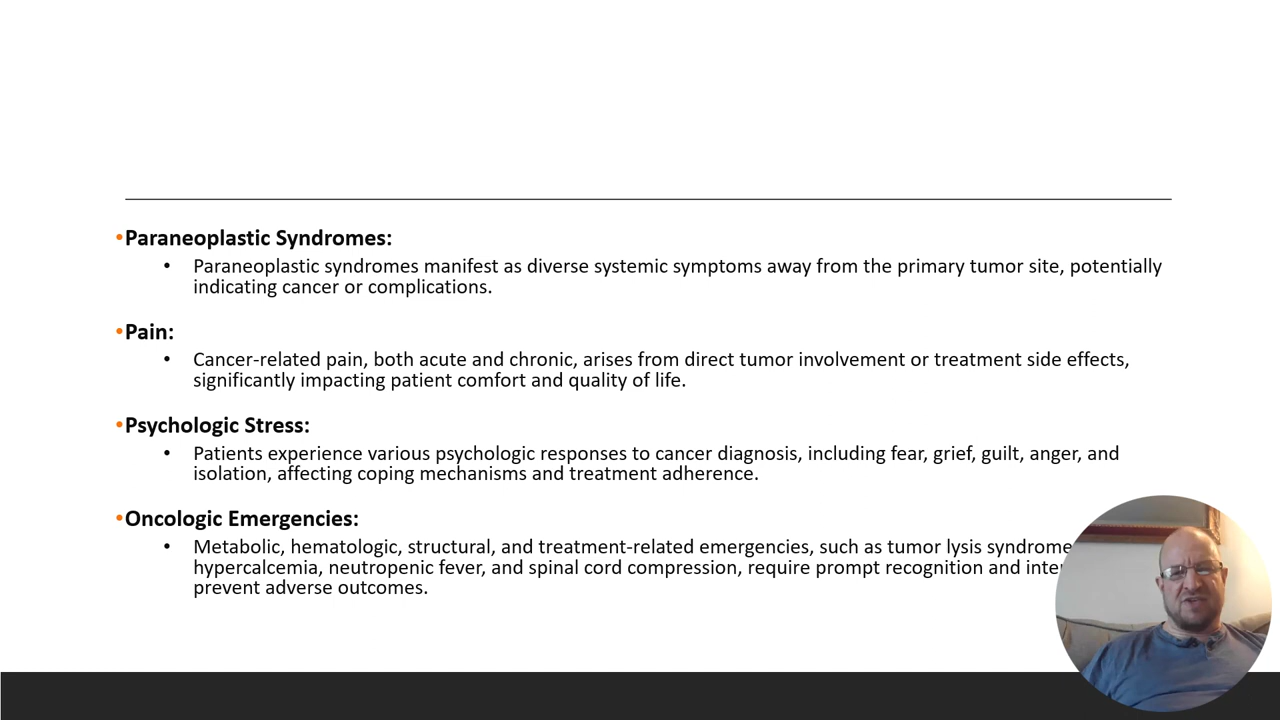 •Paraneoplastic Syndromes:
• Paraneoplastic syndromes manifest as diverse systemic symptoms away from the primary tumor site, potentially
indicating cancer or complications.
•Pain:
• Cancer-related pain, both acute and chronic, arises from direct tumor involvement or treatment side effects,
significantly impacting patient comfort and quality of life.
•Psychologic Stress:
• Patients experience various psychologic responses to cancer diagnosis, including fear, grief, guilt, anger, and
isolation, affecting coping mechanisms and treatment adherence.
•Oncologic Emergencies:
• Metabolic, hematologic, structural, and treatment-related emergencies, such as tumor lysis syndrome
hypercalcemia, neutropenic fever, and spinal cord compression, require prompt recognition and
prevent adverse outcomes.